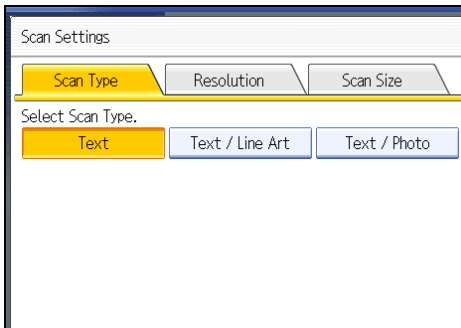 Scan Settings
Scan Type Resolution Scan Size
Select Scan Type.
Text Text / Line Art Text / Photo